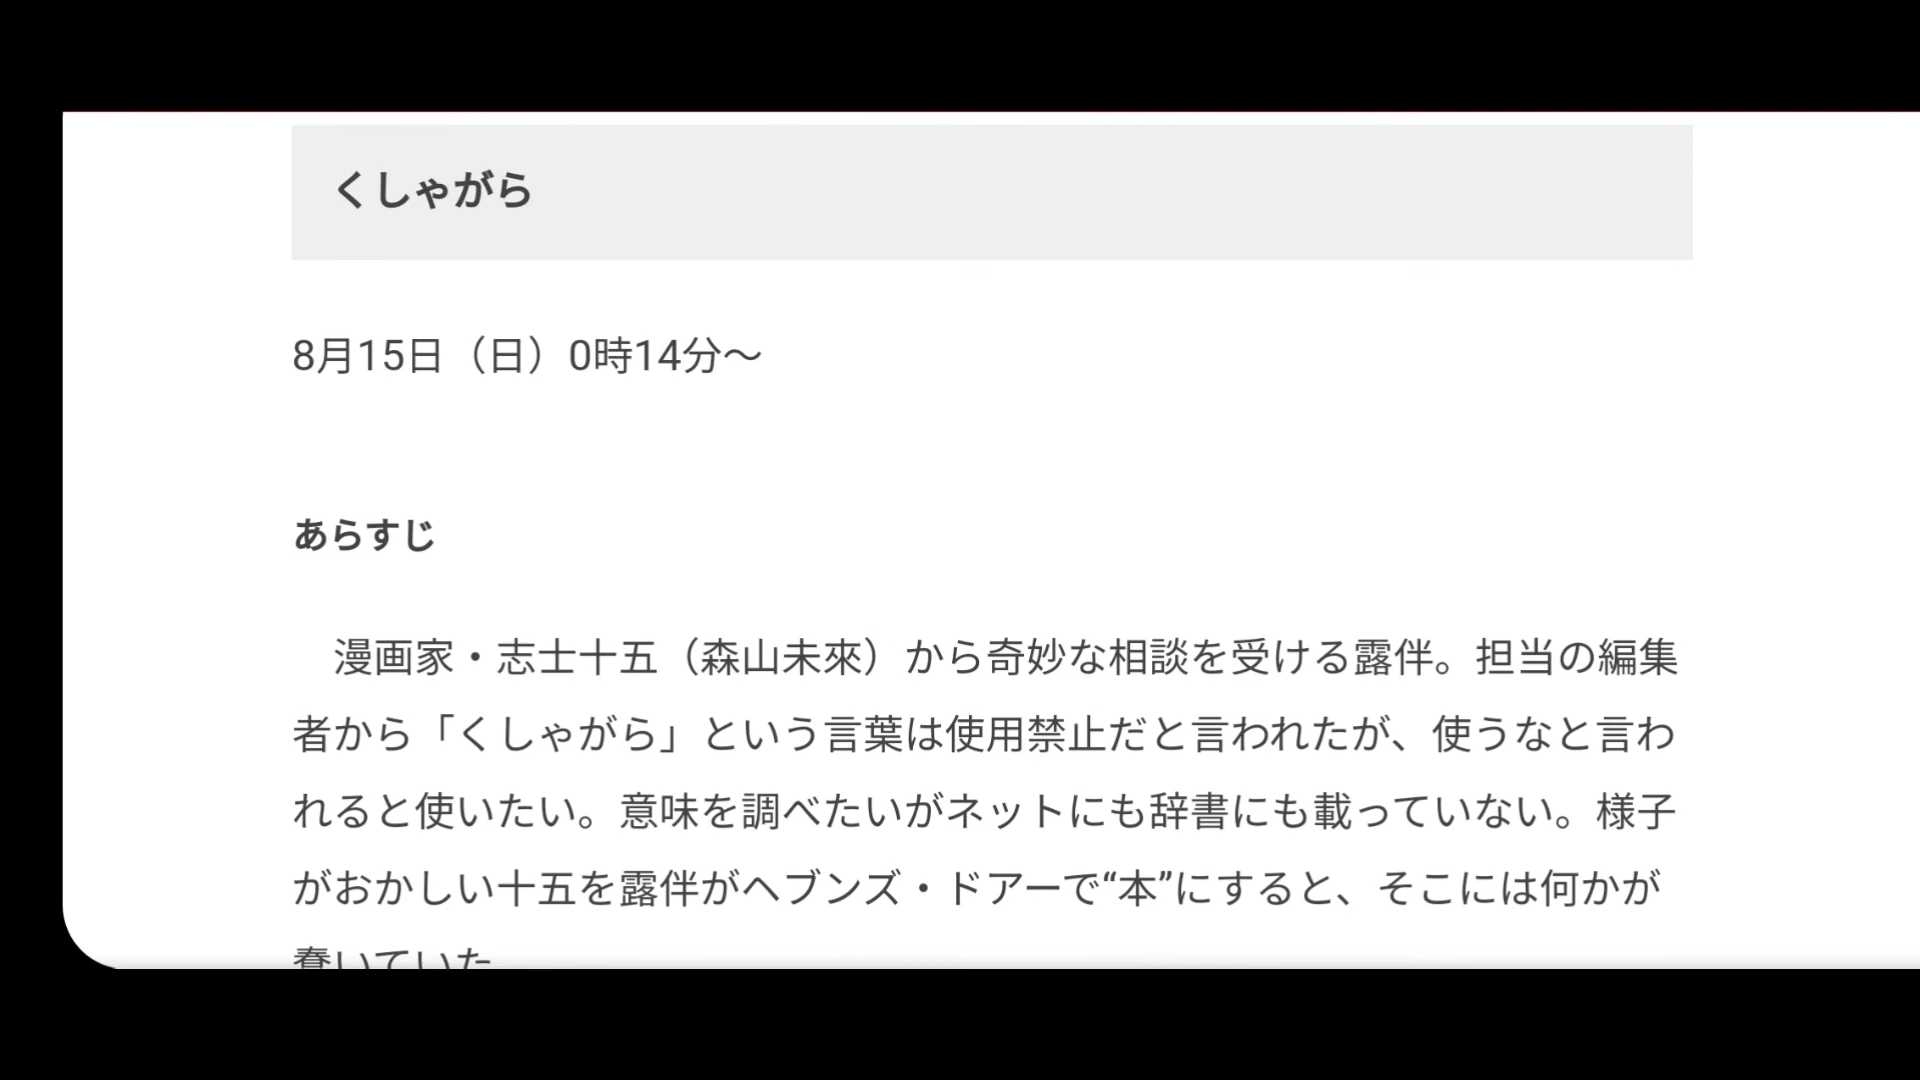 くしゃがら
8月15日（日）0時14分〜
あらすじ
漫画家・志士十五（森山未來）から奇妙な相談を受ける露伴。担当の編集
者から「くしゃがら」という言葉は使用禁止だと言われたが、使うなと言わ
れると使いたい。意味を調べたいがネットにも辞書にも載っていない。様子
がおかしい十五を露伴がヘブンズ・ドアーで“本”にすると、そこには何かが
蠢いていた